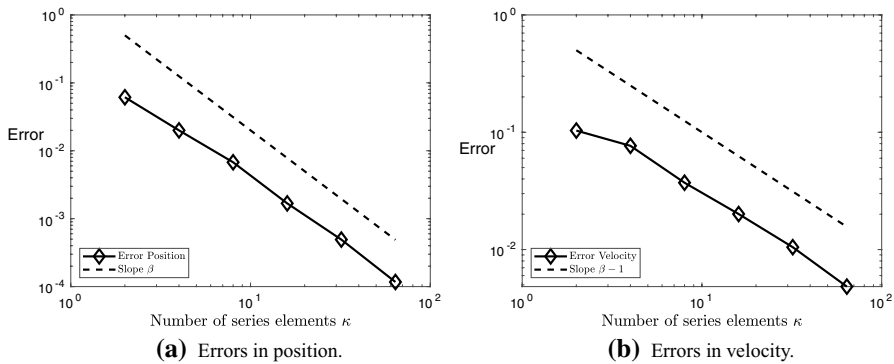 10^0
10^-1
10^-2
10^-3
10^-4
Error
Error Position
Slope β
10^0
10^1
10^2
Number of series elements κ
(a) Errors in position.
10^0
10^-1
10^-2
Error
Error Velocity
Slope β − 1
10^0
10^1
10^2
Number of series elements κ
(b) Errors in velocity.